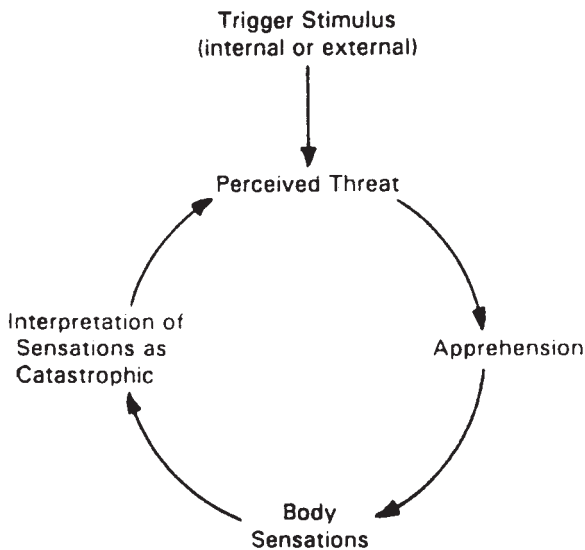 Trigger Stimulus
(internal or external)
Perceived Threat
Apprehension
Body
Sensations
Interpretation of
Sensations as
Catastrophic